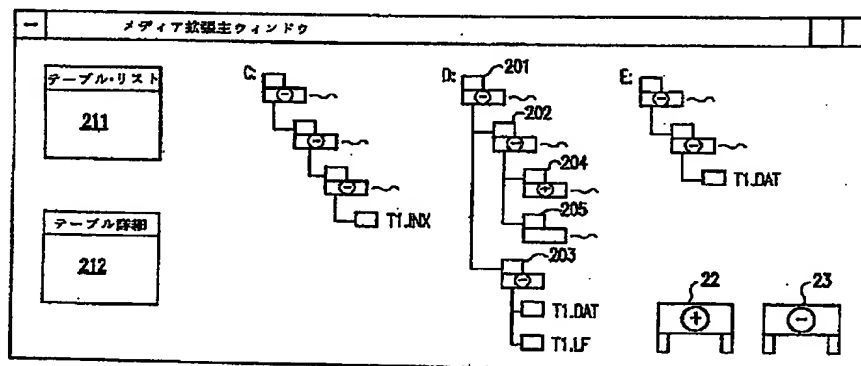 メディア拡張主ウィンドウ
テーブル・リスト
211
テーブル詳細
212
C:
T1.INX
D:
201
202
204
205
203
T1.DAT
T1.LF
E:
T1.DAT
22
23